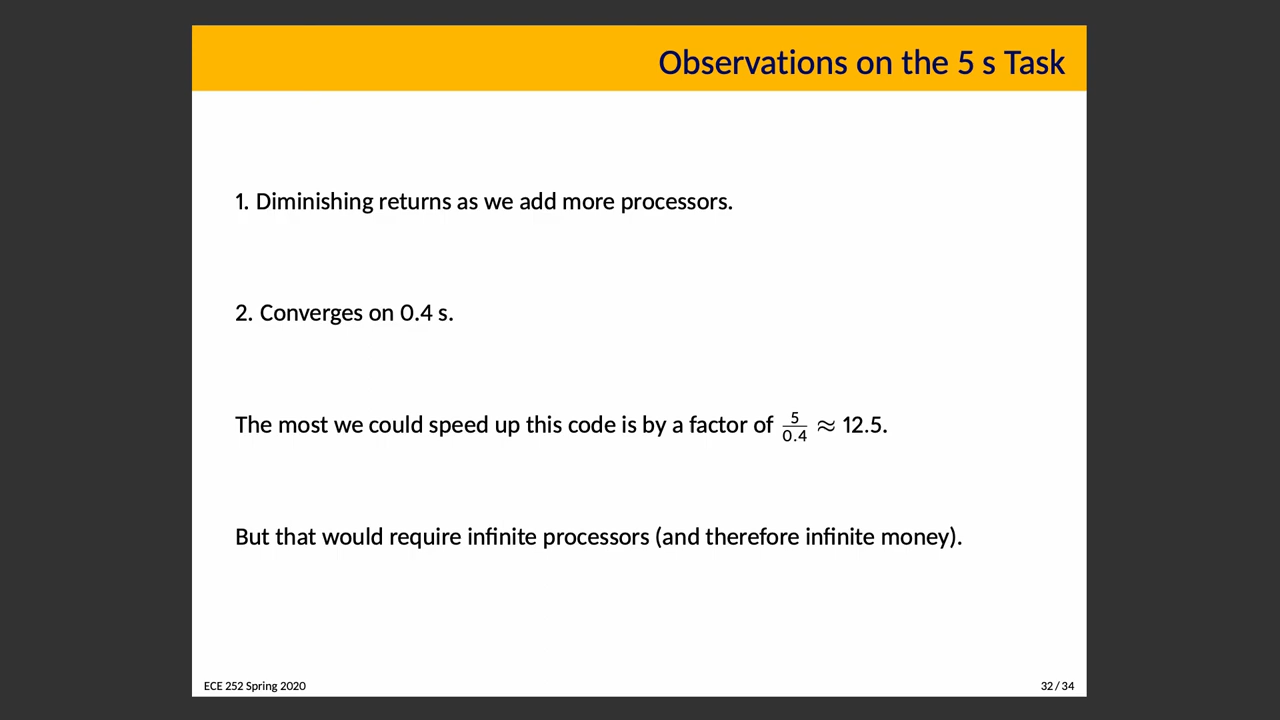 Observations on the 5 s Task
1. Diminishing returns as we add more processors.
2. Converges on 0.4 s.
The most we could speed up this code is by a factor of 5/0.4 ≈ 12.5.
But that would require infinite processors (and therefore infinite money).
ECE 252 Spring 2020
32 / 34